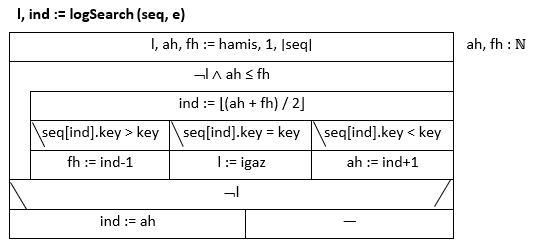 l, ind := logSearch (seq, e)
l, ah, fh := hamis, 1, |seq|
ah, fh : ℕ
¬l ∧ ah ≤ fh
ind := ⌊(ah + fh) / 2⌋
seq[ind].key > key seq[ind].key = key seq[ind].key < key
fh := ind-1 l := igaz ah := ind+1
¬l
ind := ah —